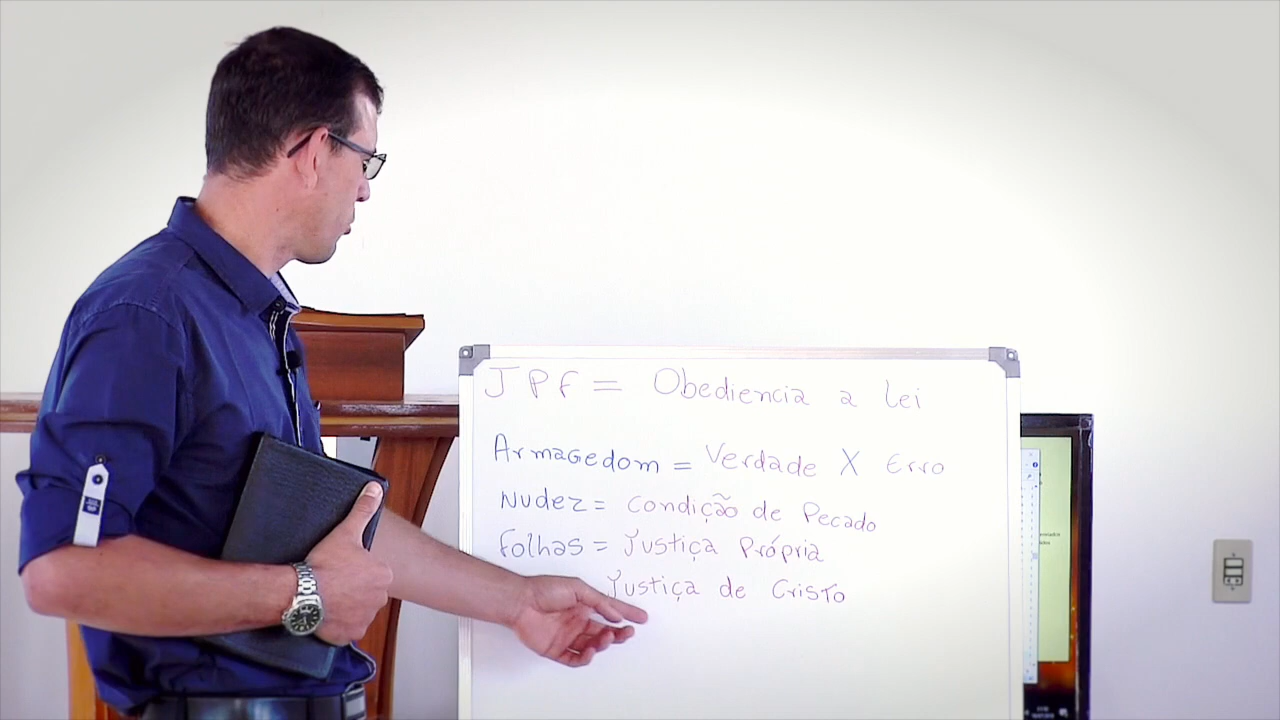 JPf = Obediencia a lei
Armagedom = Verdade X Erro
Nudez = Condição de Pecado
folhas = Justiça Própria
Justiça de Cristo